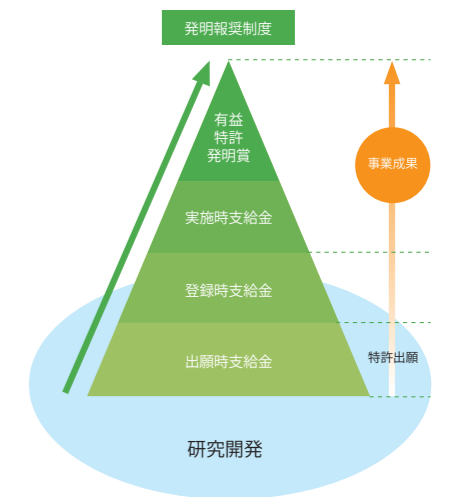 発明報奨制度
有益
特許
発明賞
事業成果
実施時支給金
登録時支給金
特許出願
出願時支給金
研究開発